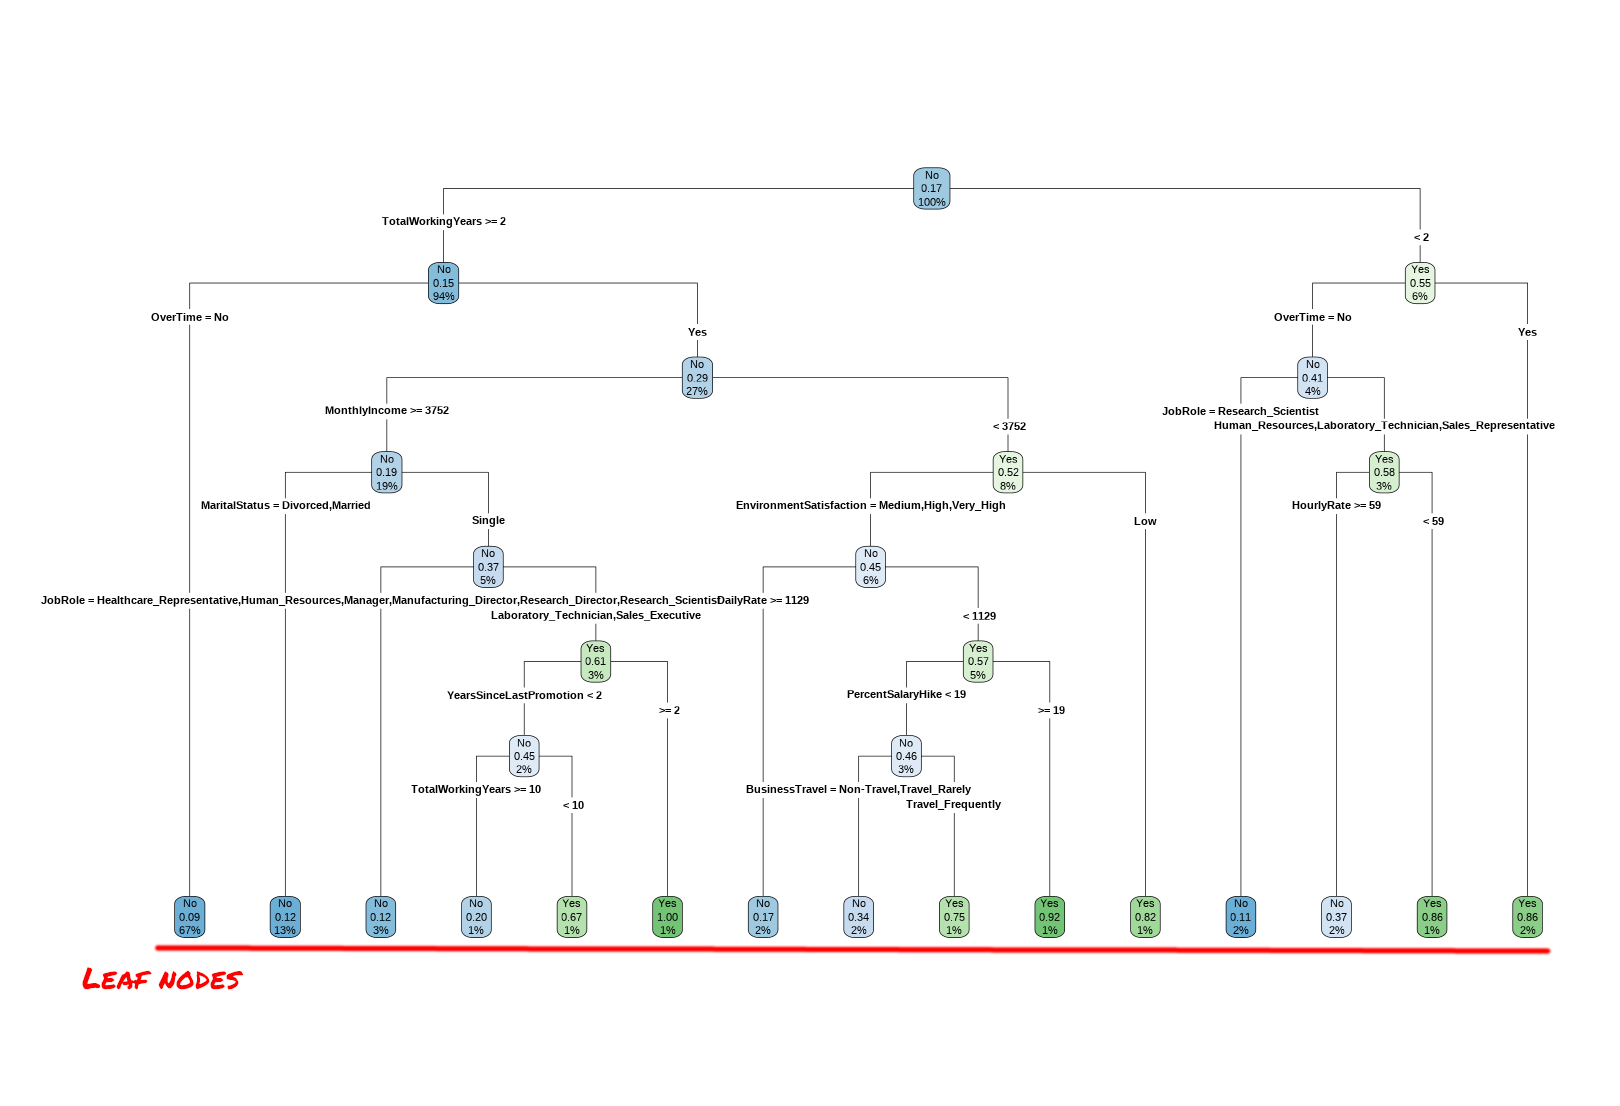 No
0.17
100%
TotalWorkingYears >= 2
< 2
No
0.15
94%
Yes
0.55
6%
OverTime = No
Yes
OverTime = No
Yes
No
0.29
27%
No
0.41
4%
MonthlyIncome >= 3752
< 3752
JobRole = Research_Scientist
Human_Resources,Laboratory_Technician,Sales_Representative
No
0.19
19%
Yes
0.52
8%
Yes
0.58
3%
MaritalStatus = Divorced,Married
Single
EnvironmentSatisfaction = Medium,High,Very_High
Low
HourlyRate >= 59
< 59
No
0.37
5%
No
0.45
6%
JobRole = Healthcare_Representative,Human_Resources,Manager,Manufacturing_Director,Research_Director,Research_Scientist
Laboratory_Technician,Sales_Executive
DailyRate >= 1129
< 1129
Yes
0.61
3%
Yes
0.57
5%
YearsSinceLastPromotion < 2
>= 2
PercentSalaryHike < 19
>= 19
No
0.45
2%
No
0.46
3%
TotalWorkingYears >= 10
< 10
BusinessTravel = Non-Travel,Travel_Rarely
Travel_Frequently
No
0.09
67%
No
0.12
13%
No
0.12
3%
No
0.20
1%
Yes
0.67
1%
Yes
1.00
1%
No
0.17
2%
No
0.34
2%
Yes
0.75
1%
Yes
0.92
1%
Yes
0.82
1%
No
0.11
2%
No
0.37
2%
Yes
0.86
1%
Yes
0.86
2%
Leaf nodes